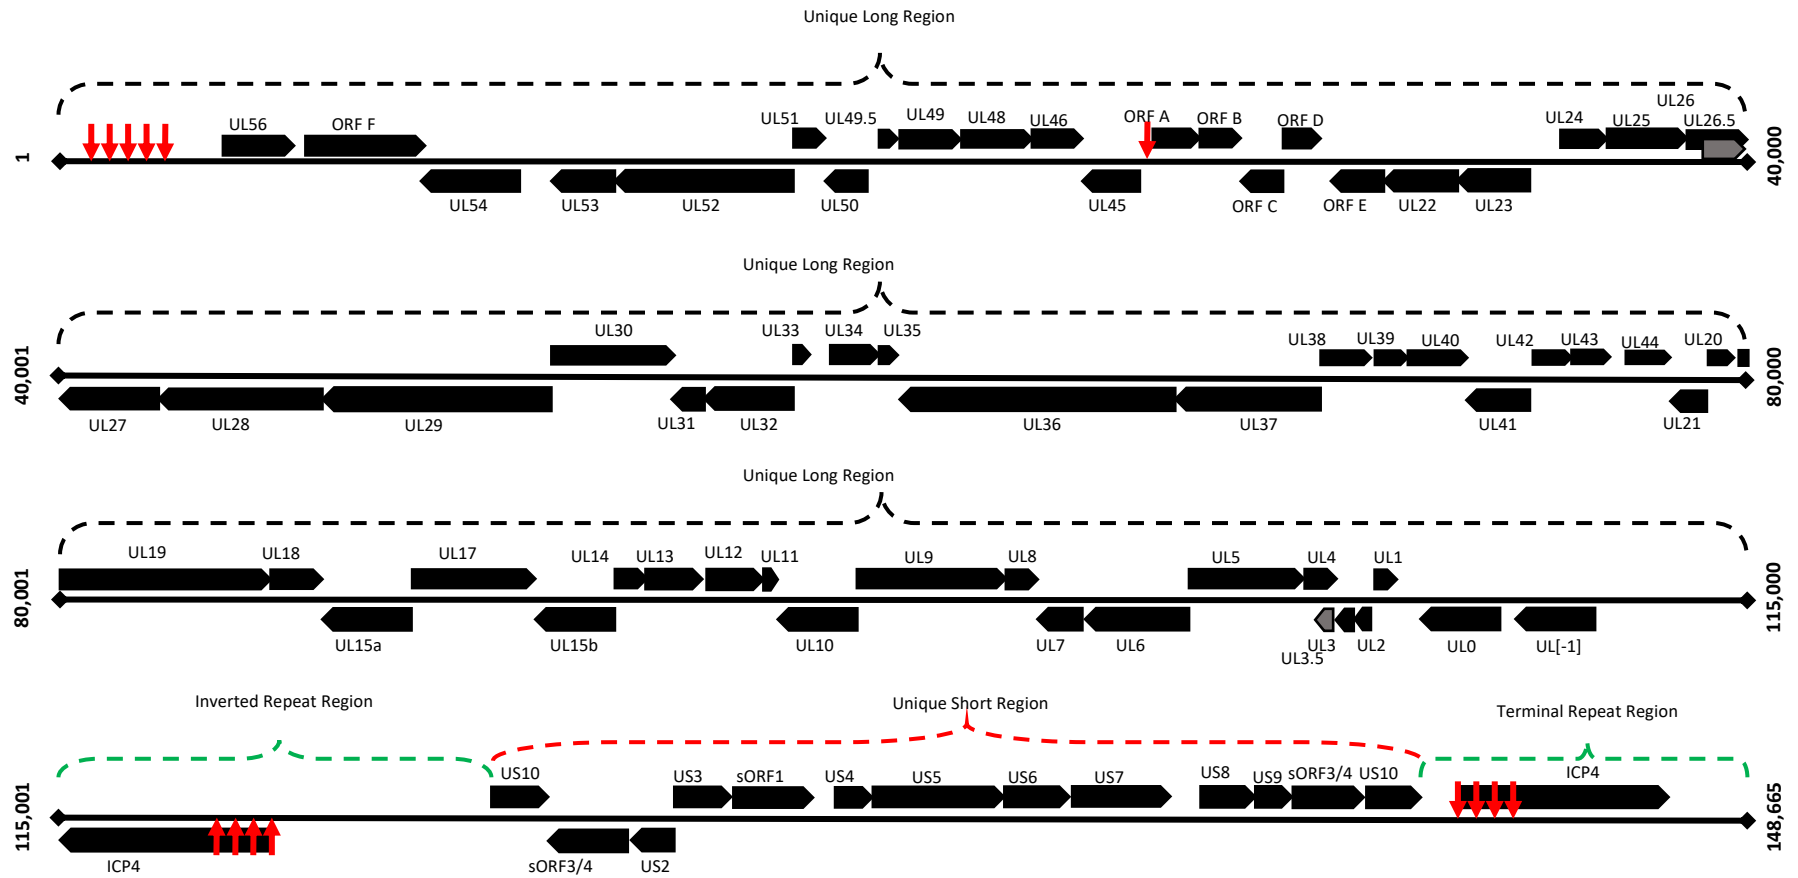 Unique Long Region
UL56 ORF F UL51 UL49.5 UL49 UL48 UL46 ORF A ORF B ORF D UL24 UL25 UL26 UL26.5
1 40,000
UL54 UL53 UL52 UL50 UL45 ORF C ORF E UL22 UL23
Unique Long Region
UL30 UL33 UL34 UL35 UL38 UL39 UL40 UL42 UL43 UL44 UL20
40,001 80,000
UL27 UL28 UL29 UL31 UL32 UL36 UL37 UL41 UL21
Unique Long Region
UL19 UL18 UL17 UL14 UL13 UL12 UL11 UL9 UL8 UL5 UL4 UL1
80,001 115,000
UL15a UL15b UL10 UL7 UL6 UL3.5 UL3 UL2 UL0 UL[-1]
Inverted Repeat Region Unique Short Region Terminal Repeat Region
US10 US3 sORF1 US4 US5 US6 US7 US8 US9 sORF3/4 US10 ICP4
115,001 148,665
ICP4 sORF3/4 US2